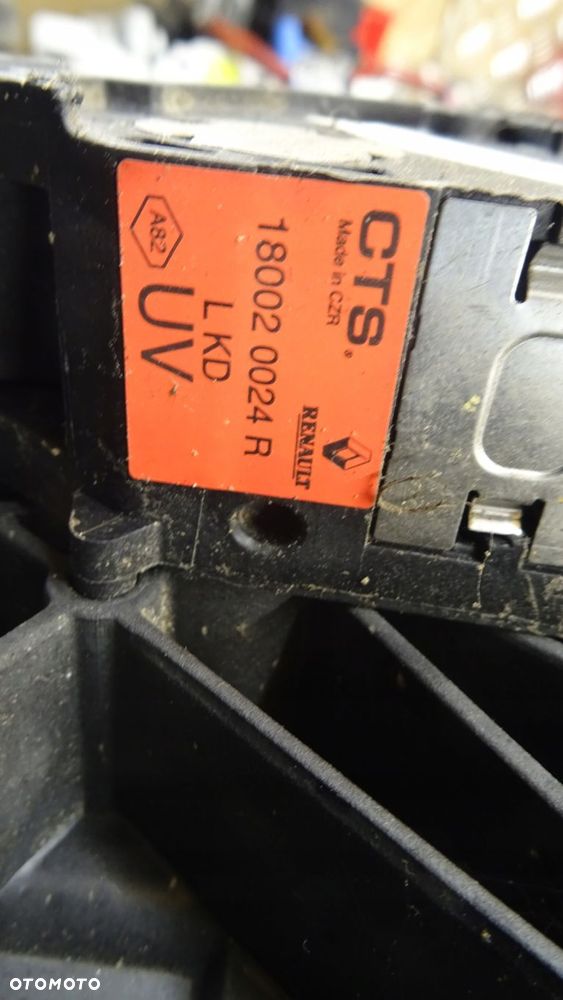 CTS®
Made in CZR
18002 0024 R
L KD
UV
A82
RENAULT
OTOMOTO